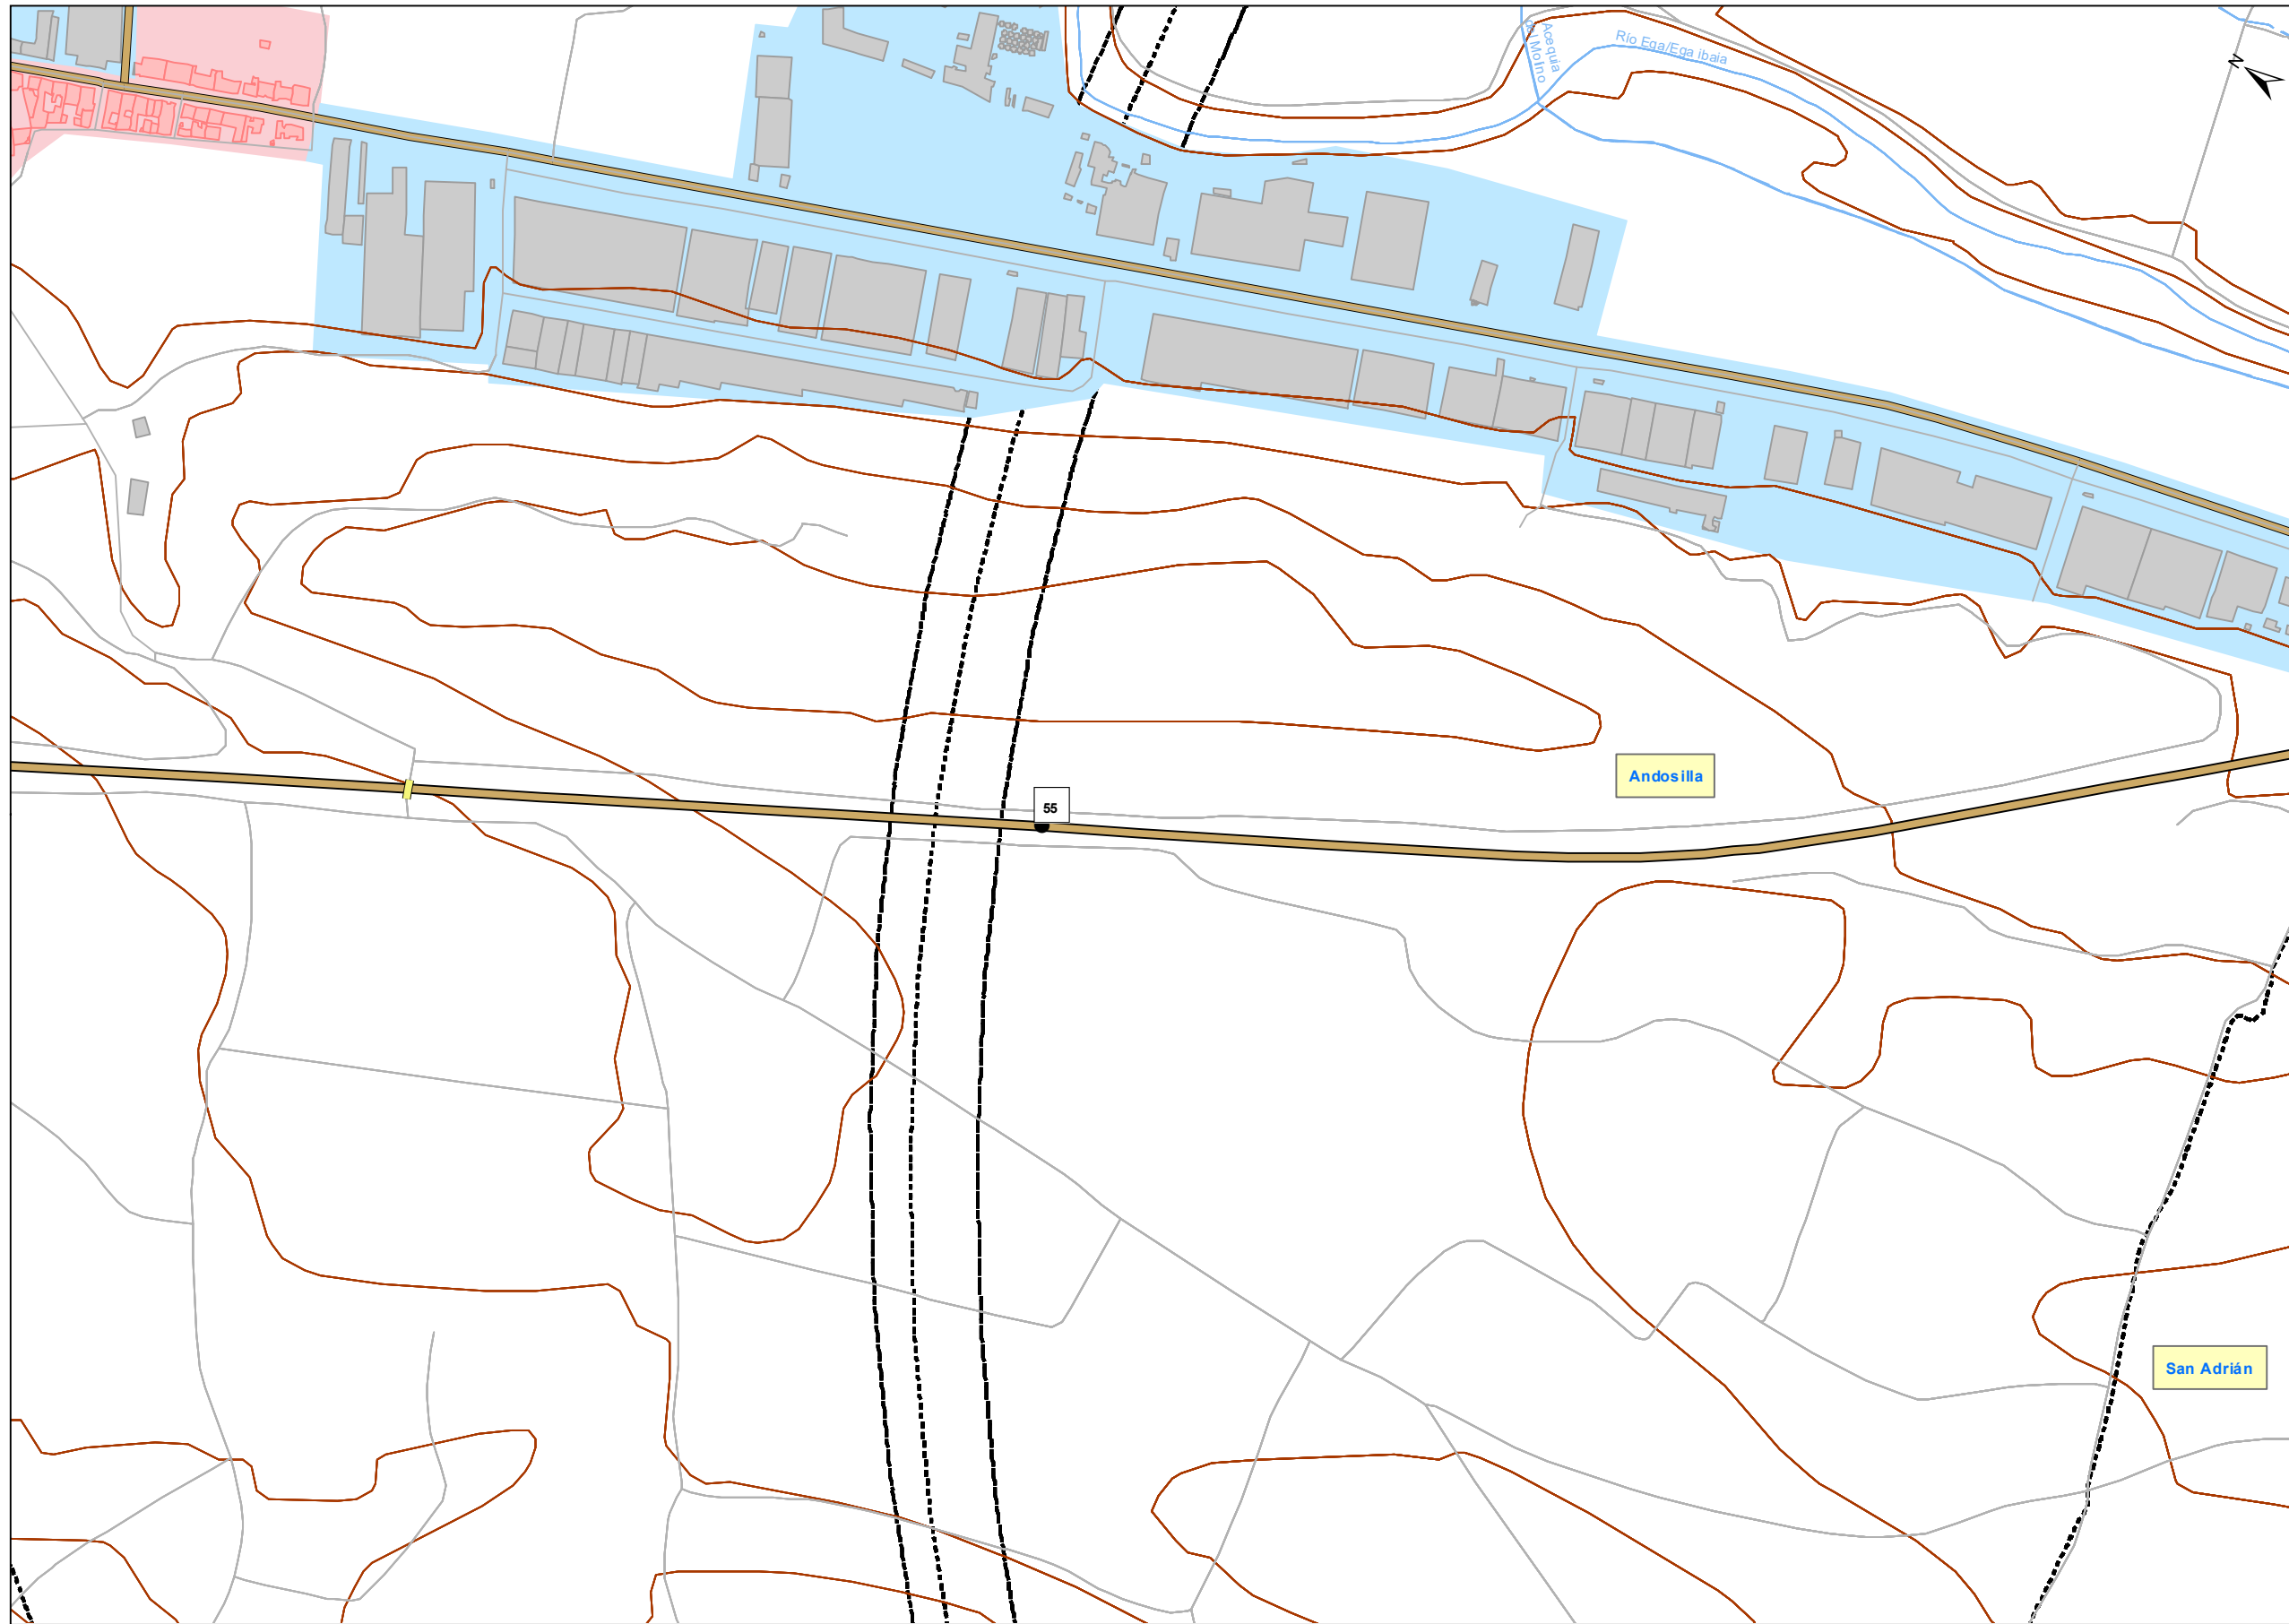 Acequia
del Molino
Río Ega/Ega ibaia
N
Andosilla
55
San Adrián